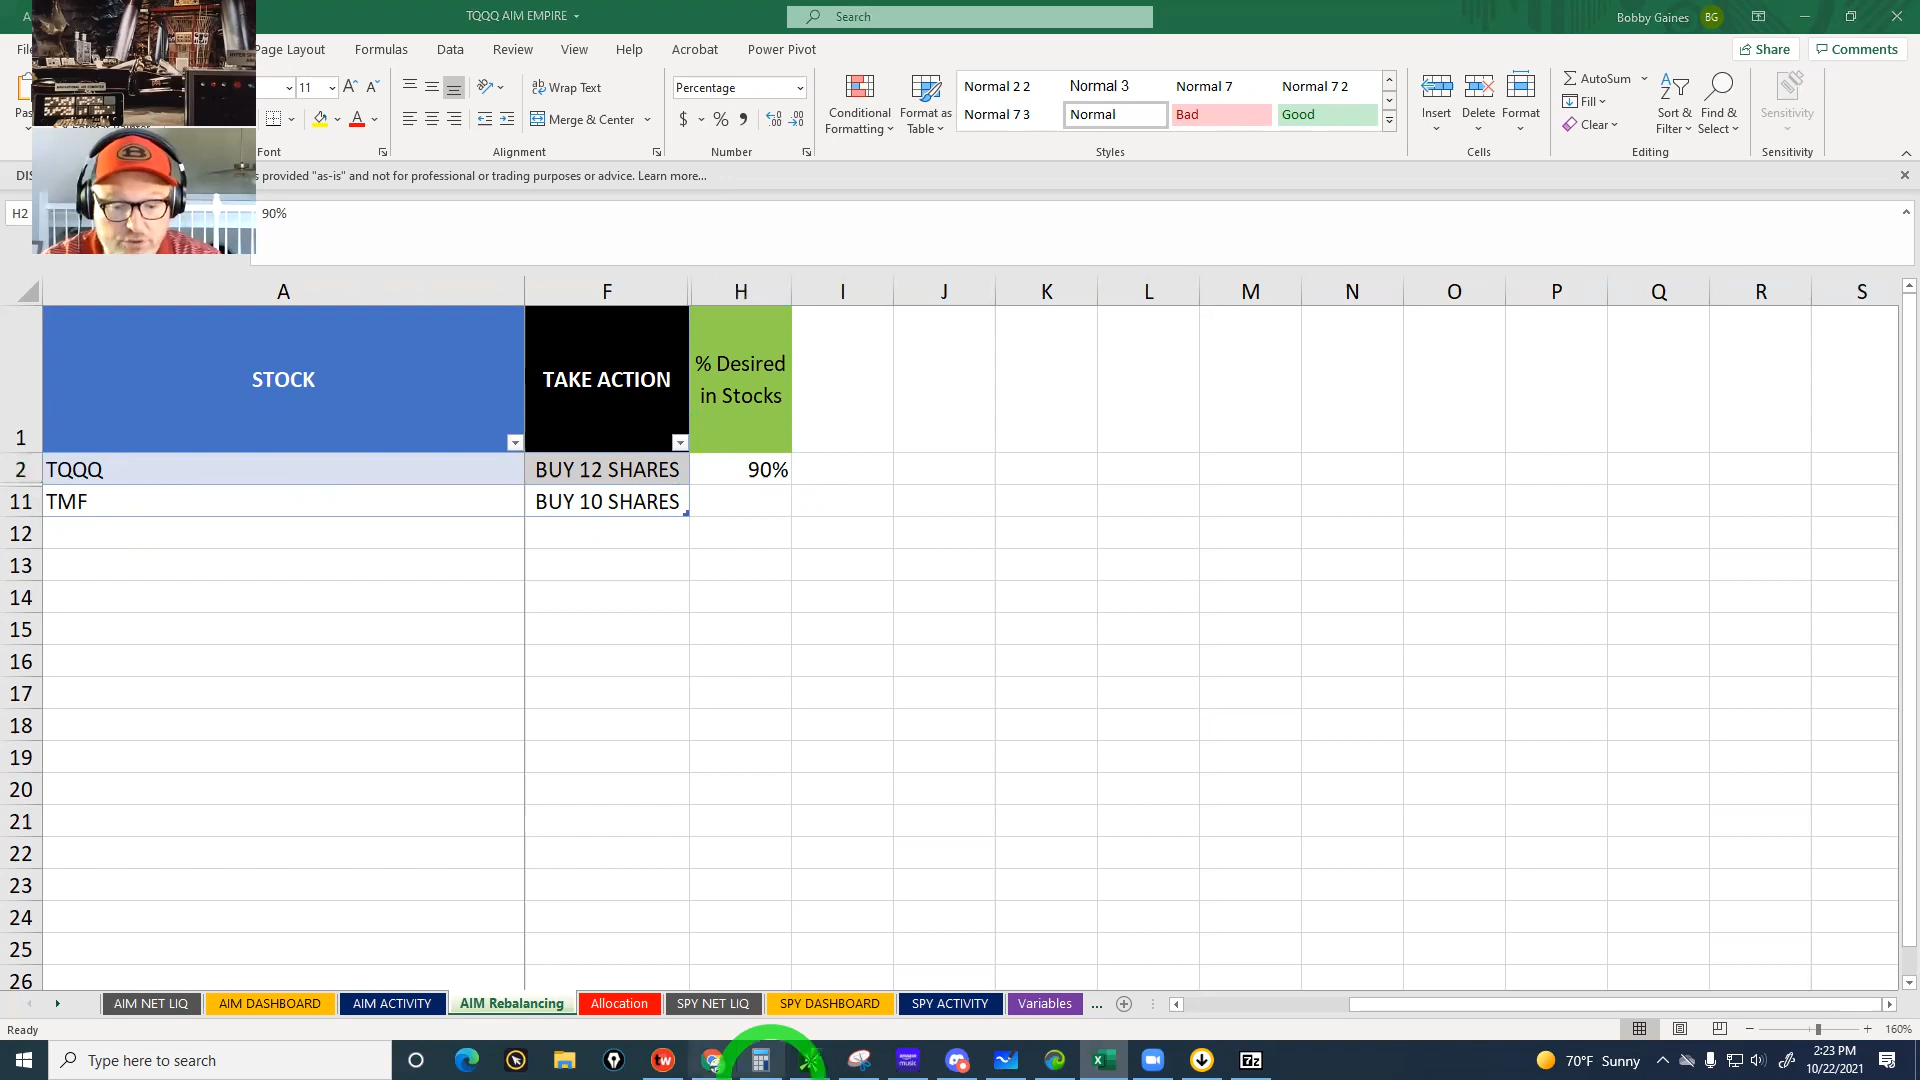 TQQQ AIM EMPIRE
Search
Bobby Gaines
BG
Page Layout
Formulas
Data
Review
View
Help
Acrobat
Power Pivot
Share
Comments
11
Wrap Text
Merge & Center
Percentage
Conditional
Formatting
Format as
Table
Normal 2 2
Normal 3
Normal 7
Normal 7 2
Normal 7 3
Normal
Bad
Good
Insert
Delete
Format
AutoSum
Fill
Clear
Sort &
Filter
Find &
Select
Sensitivity
Font
Alignment
Number
Styles
Cells
Editing
Sensitivity
provided "as-is" and not for professional or trading purposes or advice. Learn more...
H2
90%
A
F
H
I
J
K
L
M
N
O
P
Q
R
S
STOCK
TAKE ACTION
% Desired
in Stocks
1
2
TQQQ
BUY 12 SHARES
90%
11
TMF
BUY 10 SHARES
12
13
14
15
16
17
18
19
20
21
22
23
24
25
26
AIM NET LIQ
AIM DASHBOARD
AIM ACTIVITY
AIM Rebalancing
Allocation
SPY NET LIQ
SPY DASHBOARD
SPY ACTIVITY
Variables
...
Ready
160%
Type here to search
70°F Sunny
2:23 PM
10/22/2021